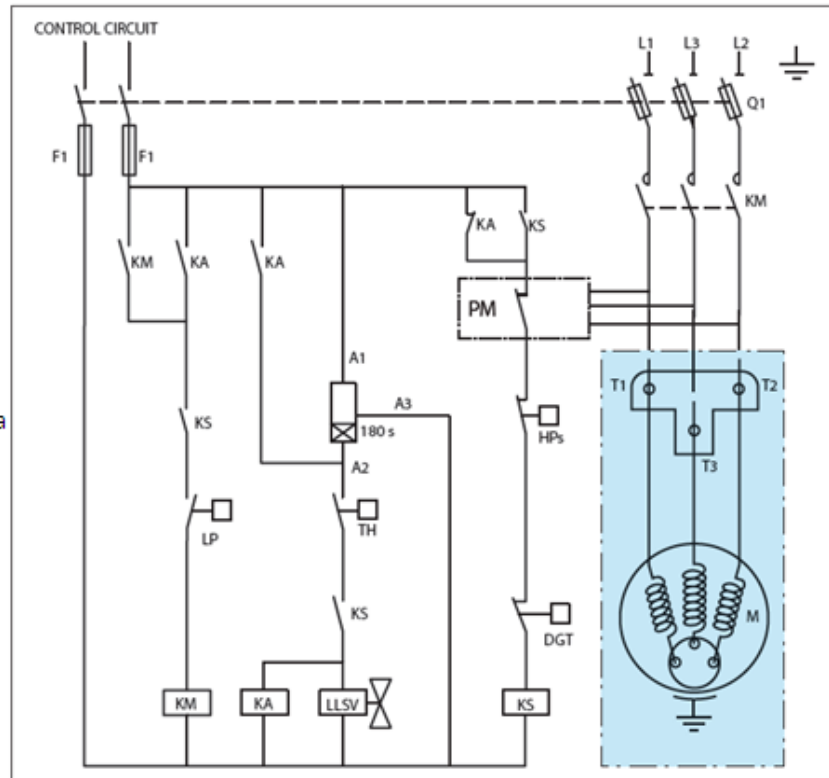 CONTROL CIRCUIT
L1 L3 L2
Q1
F1 F1
KM
KA KS
KM KA KA
PM
A1
T1 T2
A3
a
180 s
HPs
KS
A2
T3
LP TH
KS
M
DGT
KM KA LLSV KS